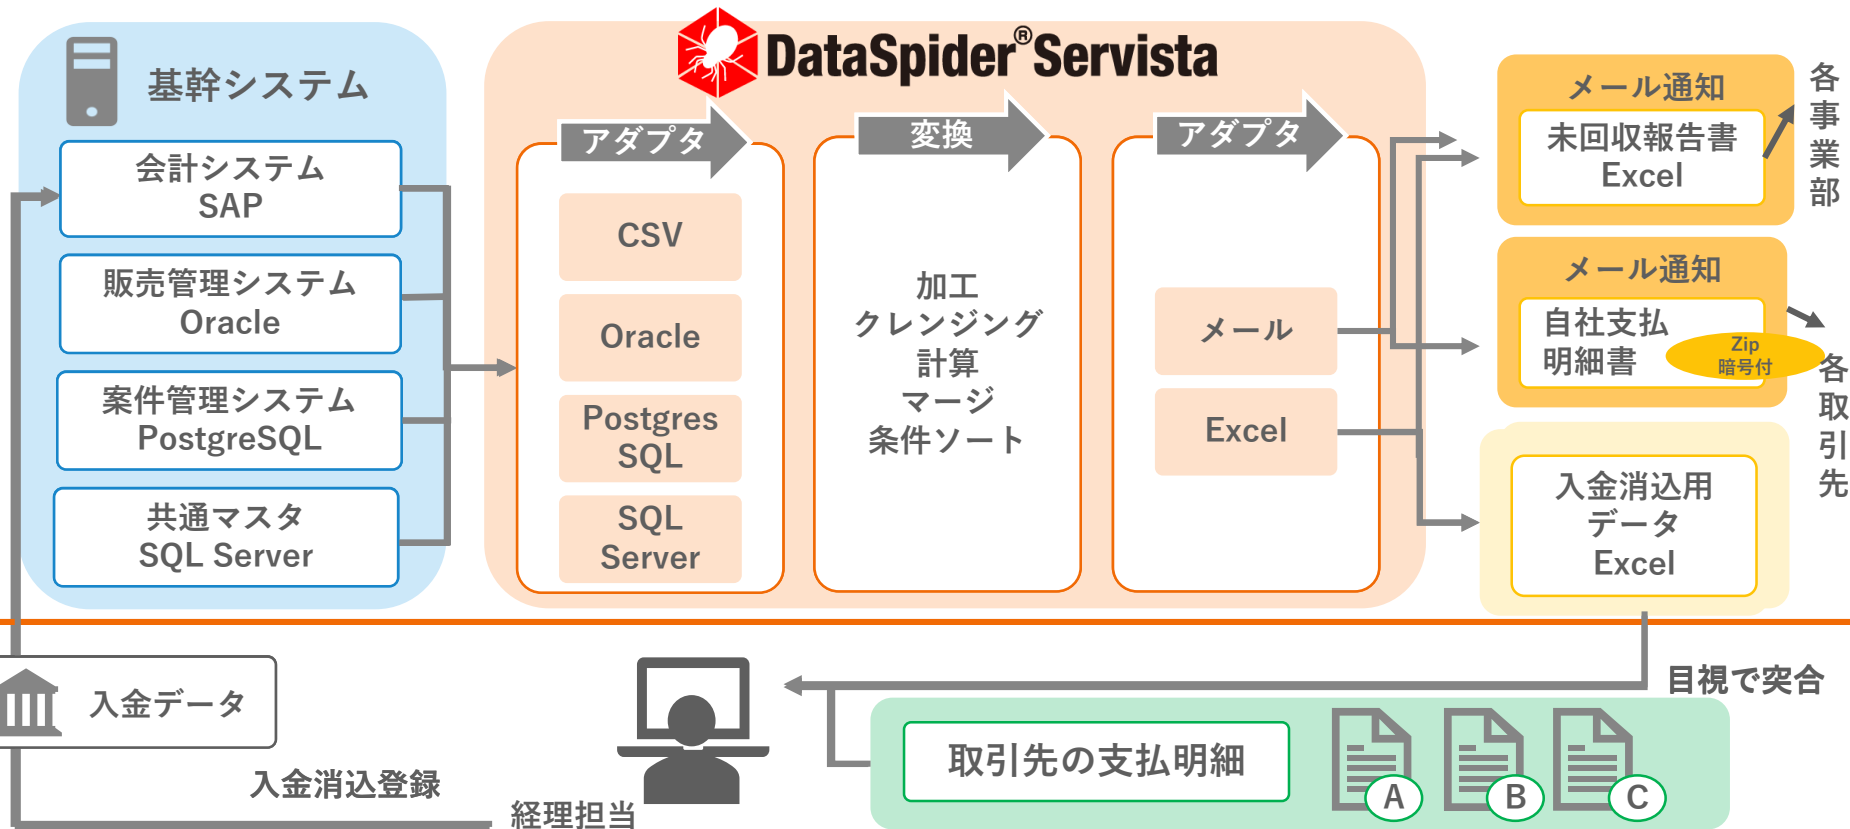 基幹システム
会計システム
SAP
販売管理システム
Oracle
案件管理システム
PostgreSQL
共通マスタ
SQL Server
DataSpider® Servista
アダプタ
CSV
Oracle
Postgres
SQL
SQL
Server
変換
加工
クレンジング
計算
マージ
条件ソート
アダプタ
メール
Excel
メール通知
未回収報告書
Excel
各事業部
メール通知
自社支払
明細書
Zip
暗号付
各取引先
入金消込用
データ
Excel
目視で突合
入金データ
入金消込登録
経理担当
取引先の支払明細
A
B
C